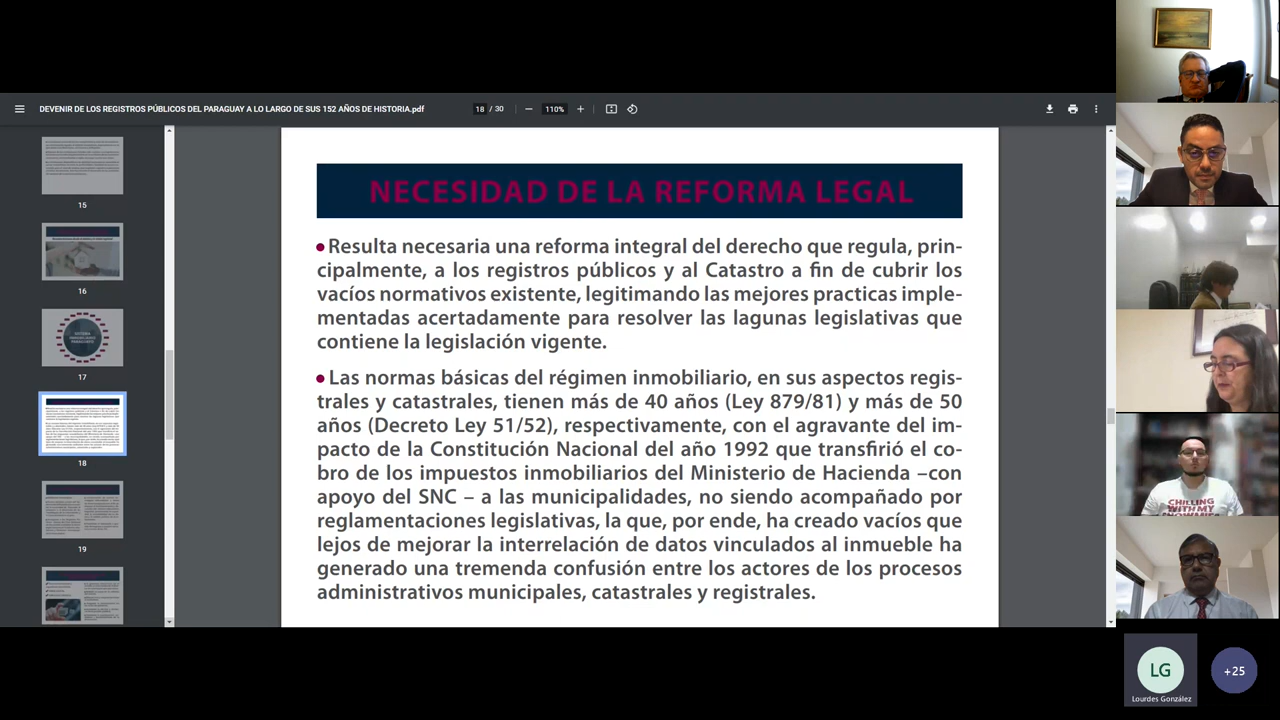 DEVENIR DE LOS REGISTROS PÚBLICOS DEL PARAGUAY A LO LARGO DE SUS 152 AÑOS DE HISTORIA.pdf
18 / 30
110%
15
16
17
18
19
NECESIDAD DE LA REFORMA LEGAL
• Resulta necesaria una reforma integral del derecho que regula, prin-
cipalmente, a los registros públicos y al Catastro a fin de cubrir los
vacíos normativos existente, legitimando las mejores practicas imple-
mentadas acertadamente para resolver las lagunas legislativas que
contiene la legislación vigente.
• Las normas básicas del régimen inmobiliario, en sus aspectos regis-
trales y catastrales, tienen más de 40 años (Ley 879/81) y más de 50
años (Decreto Ley 51/52), respectivamente, con el agravante del im-
pacto de la Constitución Nacional del año 1992 que transfirió el co-
bro de los impuestos inmobiliarios del Ministerio de Hacienda –con
apoyo del SNC – a las municipalidades, no siendo acompañado por
reglamentaciones legislativas, la que, por ende, ha creado vacíos que
lejos de mejorar la interrelación de datos vinculados al inmueble ha
generado una tremenda confusión entre los actores de los procesos
administrativos municipales, catastrales y registrales.
CHILLING
WITH MY
LG
Lourdes González
+25